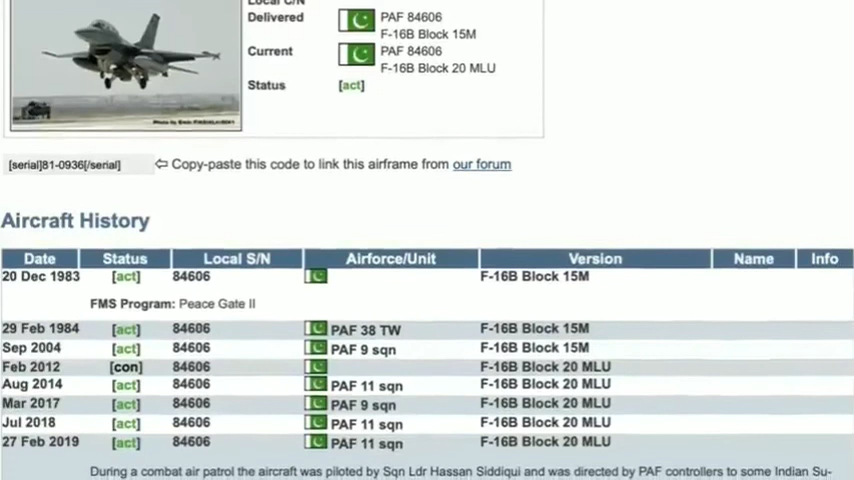 Local C/N
Delivered PAF 84606
F-16B Block 15M
Current PAF 84606
F-16B Block 20 MLU
Status [act]
[serial]81-0936[/serial] ⇦ Copy-paste this code to link this airframe from our forum
Aircraft History
Date Status Local S/N Airforce/Unit Version Name Info
20 Dec 1983 [act] 84606 F-16B Block 15M
FMS Program: Peace Gate II
29 Feb 1984 [act] 84606 PAF 38 TW F-16B Block 15M
Sep 2004 [act] 84606 PAF 9 sqn F-16B Block 15M
Feb 2012 [con] 84606 F-16B Block 20 MLU
Aug 2014 [act] 84606 PAF 11 sqn F-16B Block 20 MLU
Mar 2017 [act] 84606 PAF 9 sqn F-16B Block 20 MLU
Jul 2018 [act] 84606 PAF 11 sqn F-16B Block 20 MLU
27 Feb 2019 [act] 84606 PAF 11 sqn F-16B Block 20 MLU
During a combat air patrol the aircraft was piloted by Sqn Ldr Hassan Siddiqui and was directed by PAF controllers to some Indian Su-